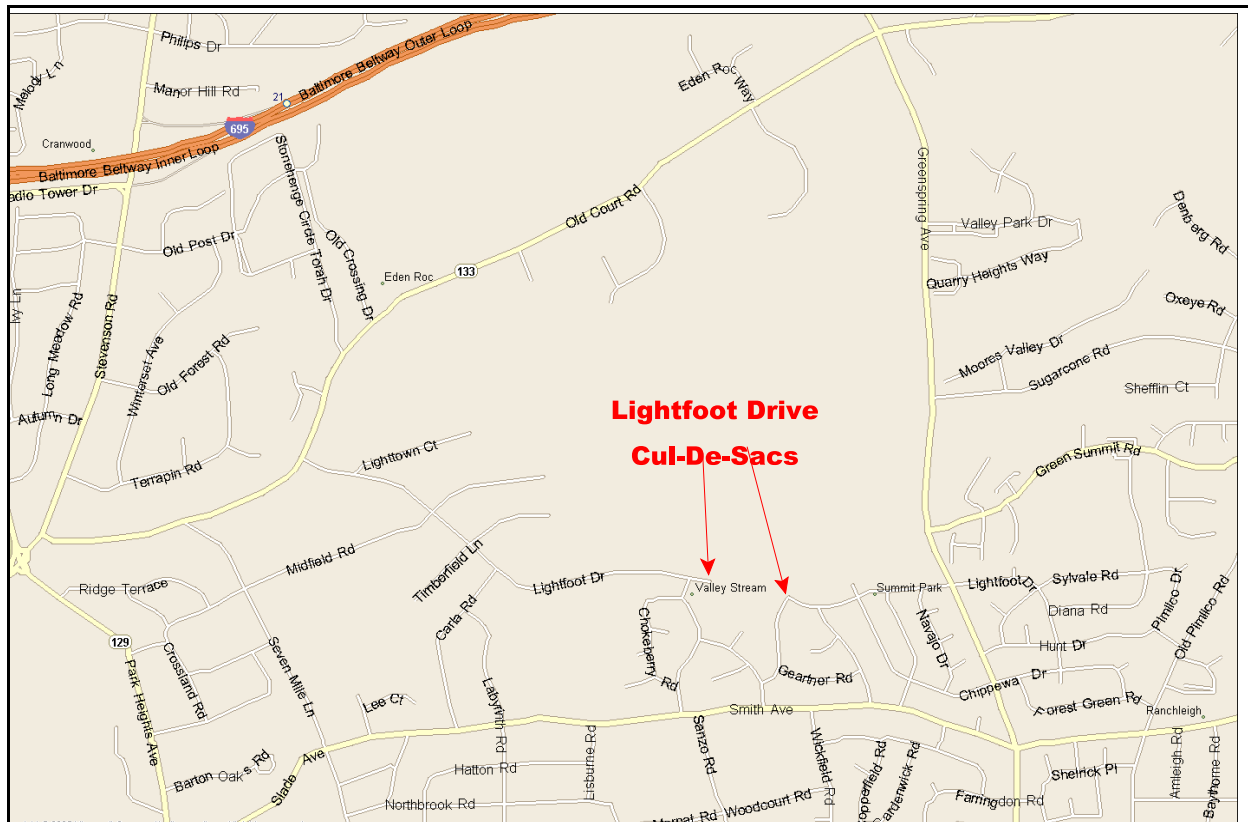 Philips Dr
Melody Ln
Manor Hill Rd
21
Baltimore Beltway Outer Loop
695
Cranwood
Baltimore Beltway Inner Loop
adio Tower Dr
Eden Roc Way
Greenspring Ave
Stonehenge Circle
Torah Dr
Old Crossing Dr
Old Post Dr
Old Court Rd
133
Eden Roc
Valley Park Dr
Denberg Rd
Quarry Heights Way
Oxeye Rd
Ivy Ln
Long Meadow Rd
Stevenson Rd
Winterset Ave
Old Forest Rd
Moores Valley Dr
Sugarcone Rd
Shefflin Ct
Autumn Dr
Lightfoot Drive
Cul-De-Sacs
Lighttown Ct
Terrapin Rd
Green Summit Rd
Midfield Rd
Timberfield Ln
Ridge Terrace
Lightfoot Dr
Valley Stream
Summit Park
Lightfoot Dr
Sylvale Rd
Diana Rd
Pimlico Dr
Old Pimlico Rd
Carla Rd
Chokeberry Rd
Navajo Dr
Hunt Dr
129
Park Heights Ave
Crossland Rd
Seven Mile Ln
Lee Ct
Labyrinth Rd
Geartner Rd
Chippewa Dr
Forest Green Rd
Ranchleigh
Smith Ave
Lisburne Rd
Sanzo Rd
Wickfield Rd
Barton Oaks Rd
Slade Ave
Hatton Rd
Northbrook Rd
Woodcourt Rd
opperfield Rd
Gardenwick Rd
Farringdon Rd
Shelrick Pl
Amleigh Rd
Baythorne Rd